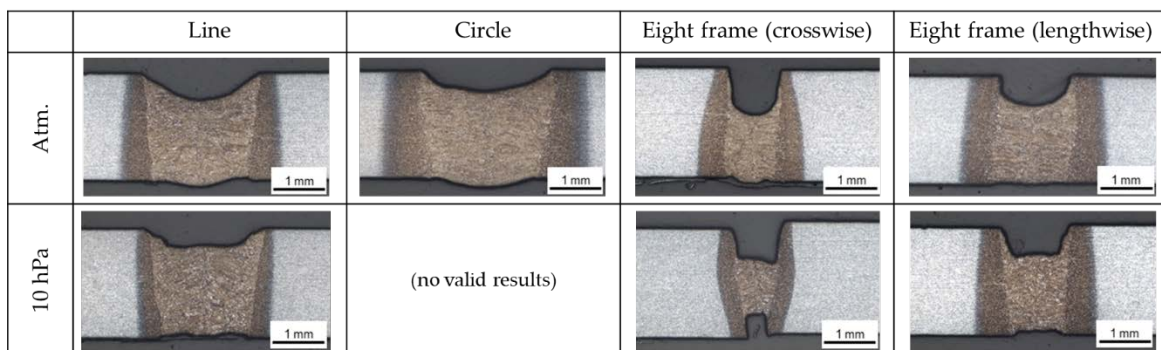 Line
Circle
Eight frame (crosswise)
Eight frame (lengthwise)
Atm.
1 mm
1 mm
1 mm
1 mm
10 hPa
1 mm
(no valid results)
1 mm
1 mm